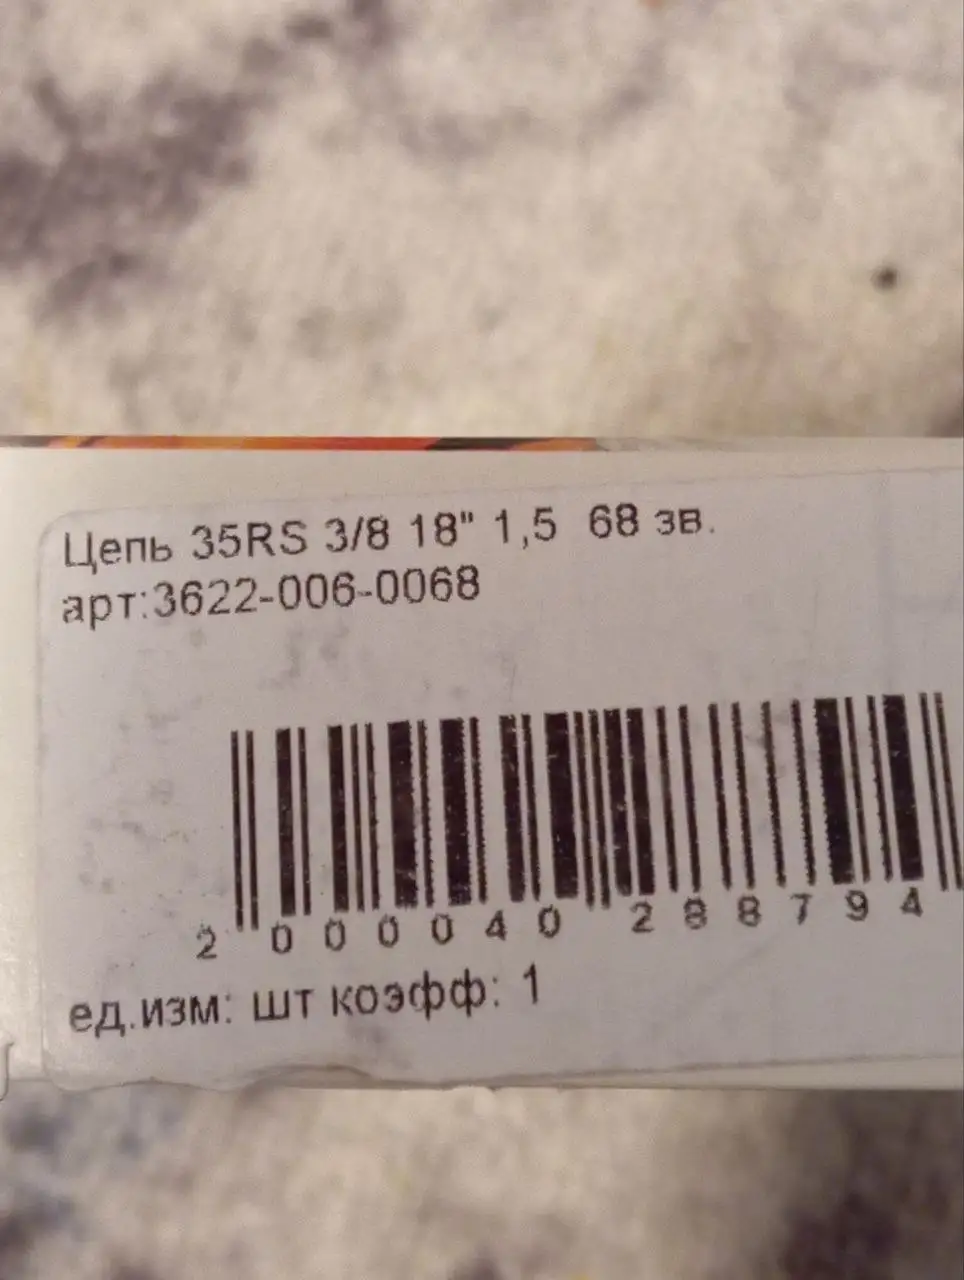 Цепь 35RS 3/8 18" 1,5 68 зв.
арт:3622-006-0068
2 000040 288794
ед.изм: шт коэфф: 1